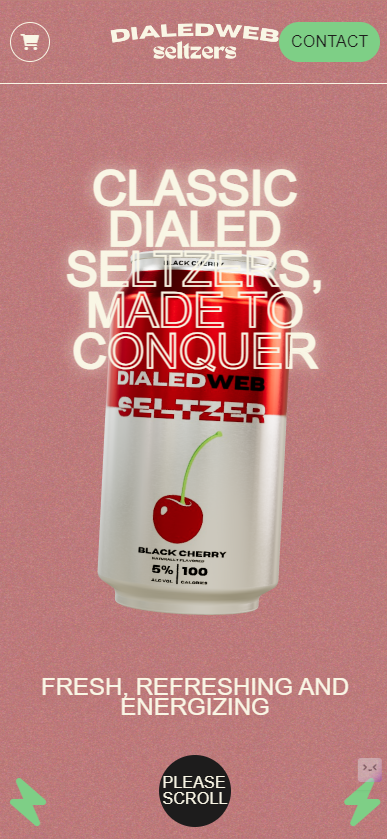 DIALEDWEB
seltzers
CONTACT
CLASSIC
DIALED
SELTZERS,
MADE TO
CONQUER
BLACK CHERRY
DIALEDWEB
SELTZER
BLACK CHERRY
NATURALLY FLAVORED
5% 100
ALC VOL CALORIES
FRESH, REFRESHING AND
ENERGIZING
PLEASE
SCROLL